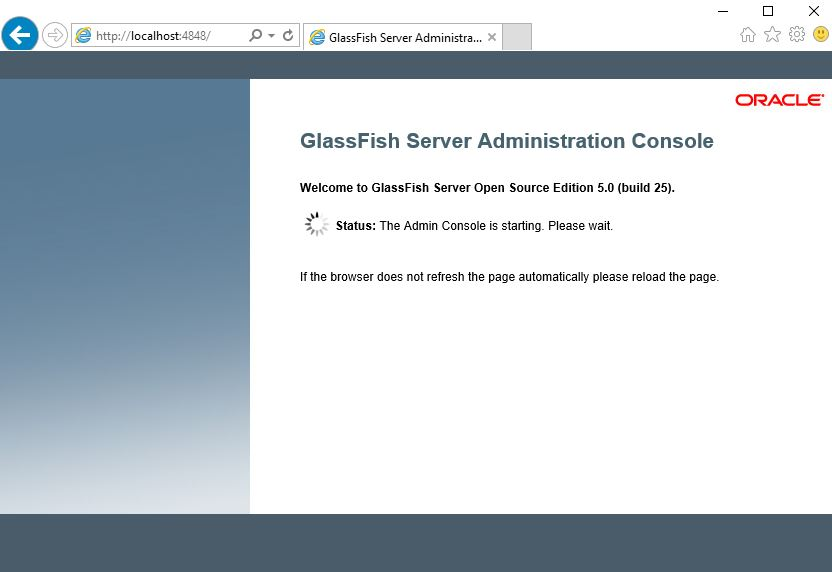 http://localhost:4848/
GlassFish Server Administra...
ORACLE
GlassFish Server Administration Console
Welcome to GlassFish Server Open Source Edition 5.0 (build 25).
Status: The Admin Console is starting. Please wait.
If the browser does not refresh the page automatically please reload the page.